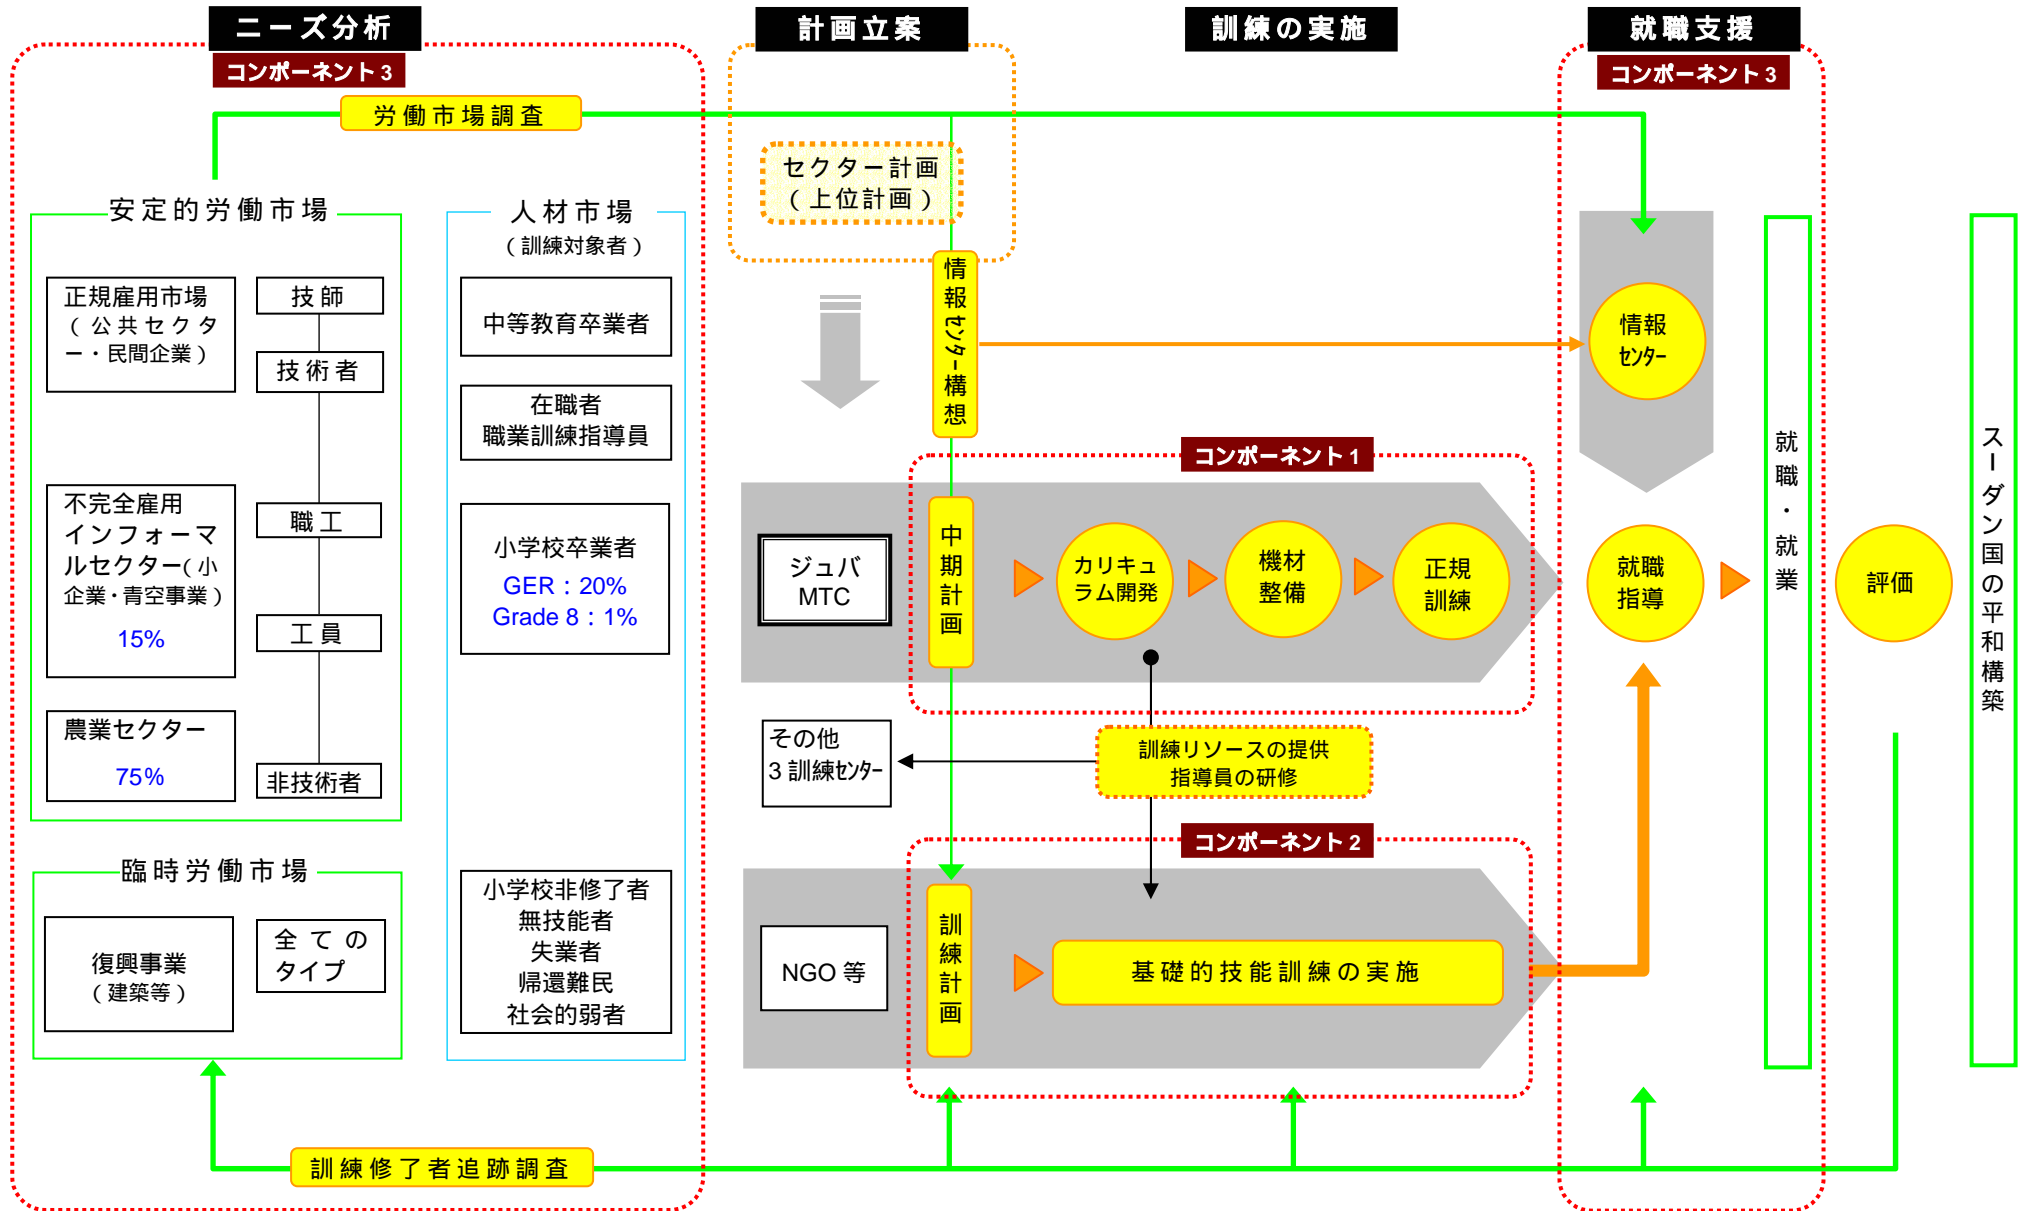 ニーズ分析
コンポーネント 3
計画立案
訓練の実施
就職支援
コンポーネント 3
労働市場調査
セクター計画
（上位計画）
安定的労働市場
正規雇用市場
（公共セクタ
ー・民間企業）
技師
技術者
不完全雇用
インフォーマ
ルセクター（小
企業・青空事業）
15%
職工
工員
農業セクター
75%
非技術者
臨時労働市場
復興事業
（建築等）
全ての
タイプ
人材市場
（訓練対象者）
中等教育卒業者
在職者
職業訓練指導員
小学校卒業者
GER：20%
Grade 8：1%
小学校非修了者
無技能者
失業者
帰還難民
社会的弱者
情報ｾﾝﾀｰ構想
コンポーネント 1
ジュバ
MTC
中期計画
カリキュ
ラム開発
機材
整備
正規
訓練
その他
3 訓練ｾﾝﾀｰ
訓練リソースの提供
指導員の研修
コンポーネント 2
NGO 等
訓練計画
基礎的技能訓練の実施
情報
ｾﾝﾀｰ
就職
指導
就職・就業
評価
スーダン国の平和構築
訓練修了者追跡調査